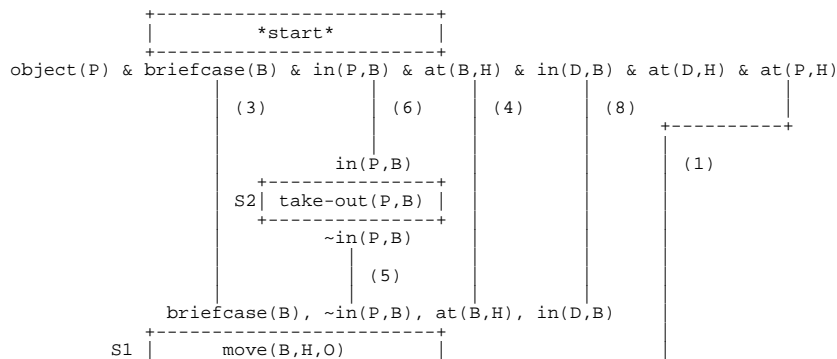 *start*
object(P) & briefcase(B) & in(P,B) & at(B,H) & in(D,B) & at(D,H) & at(P,H)
(3) (6) (4) (8)
in(P,B) (1)
S2 take-out(P,B)
~in(P,B)
(5)
briefcase(B), ~in(P,B), at(B,H), in(D,B)
S1 move(B,H,O)